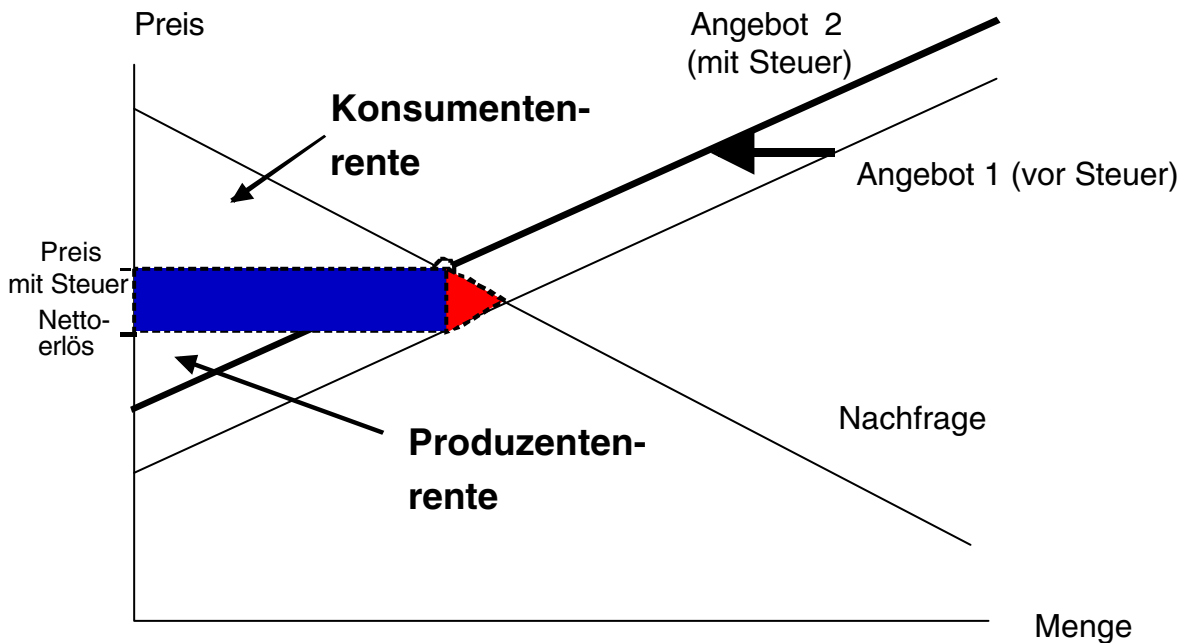 Preis
Angebot 2
(mit Steuer)
Konsumenten-
rente
Angebot 1 (vor Steuer)
Preis
mit Steuer
Netto-
erlös
Nachfrage
Produzenten-
rente
Menge